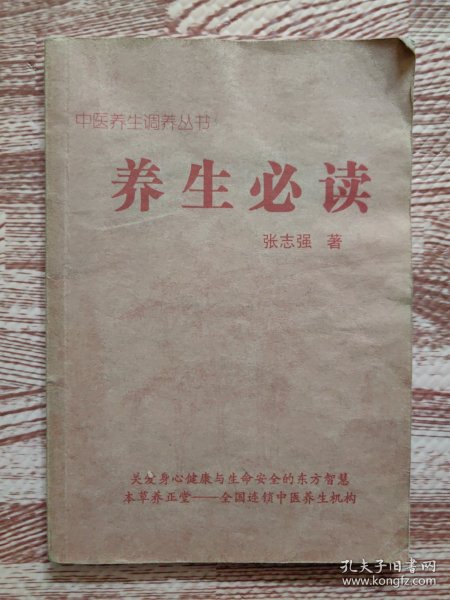 中医养生调养丛书
养生必读
张志强 著
关爱身心健康与生命安全的东方智慧
本草养正堂——全国连锁中医养生机构
孔夫子旧书网
www.kongfz.com